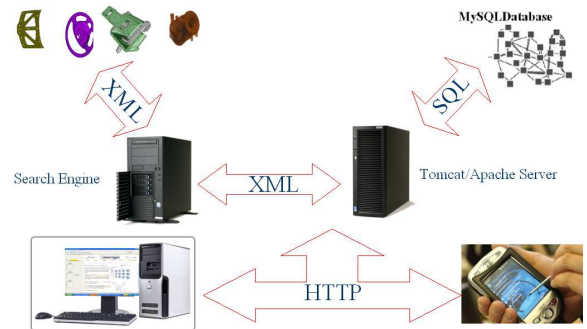 MySQLDatabase
XML
SQL
Search Engine
XML
Tomcat/Apache Server
HTTP